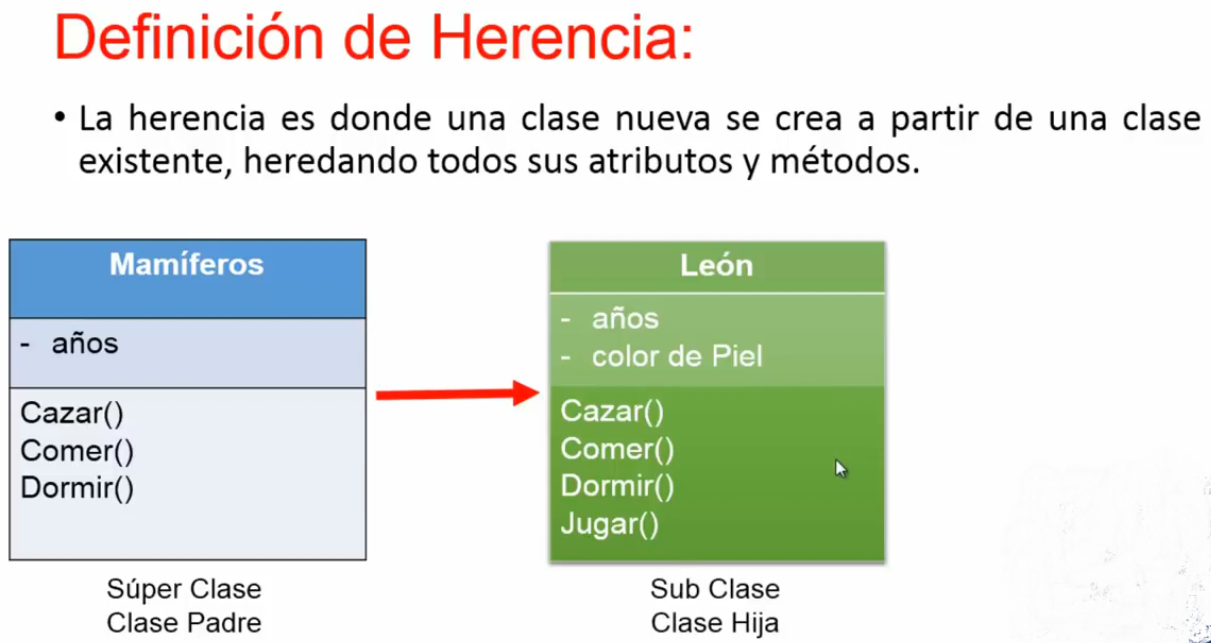 Definición de Herencia:
• La herencia es donde una clase nueva se crea a partir de una clase
existente, heredando todos sus atributos y métodos.
Mamíferos
- años
Cazar()
Comer()
Dormir()
Súper Clase
Clase Padre
León
- años
- color de Piel
Cazar()
Comer()
Dormir()
Jugar()
Sub Clase
Clase Hija